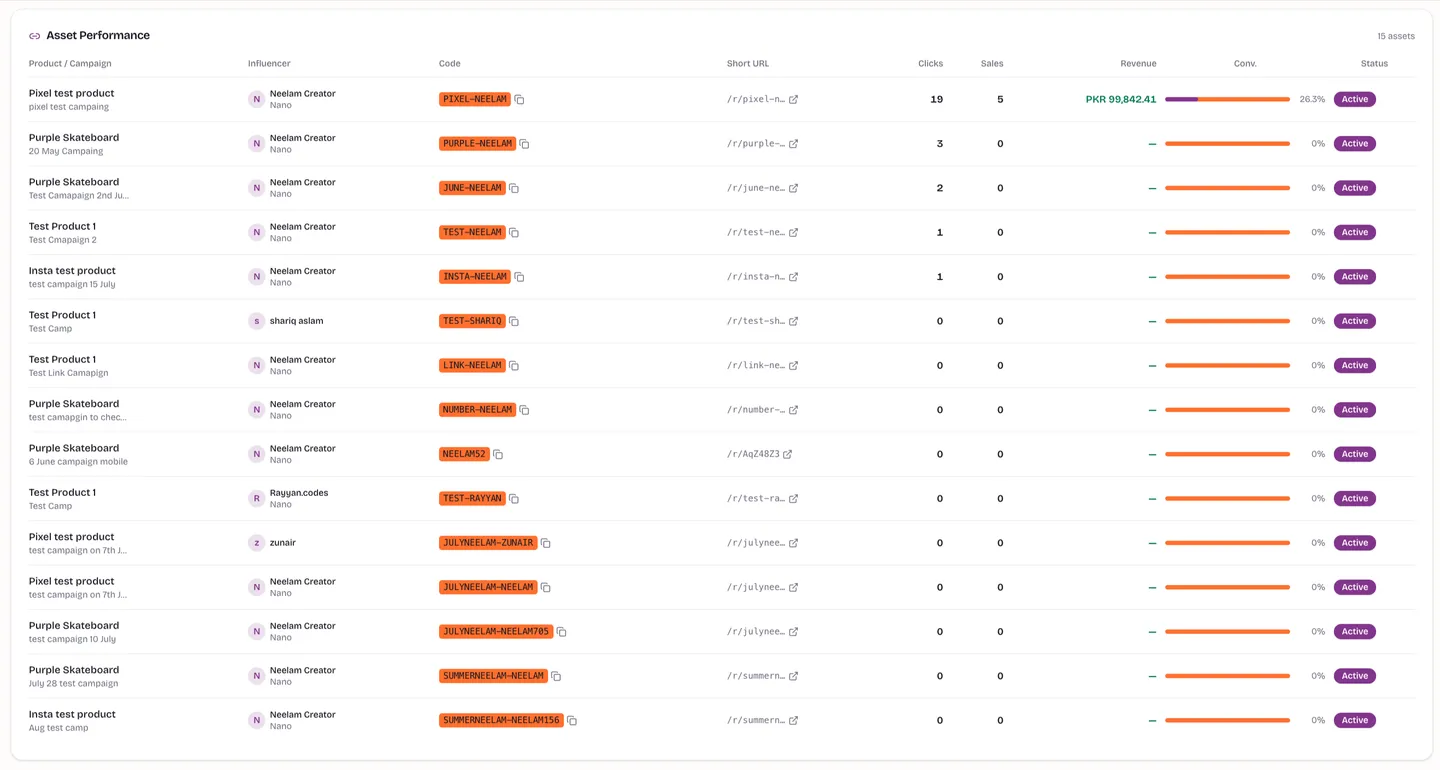 Asset Performance
15 assets
Product / Campaign Influencer Code Short URL Clicks Sales Revenue Conv. Status
Pixel test product
pixel test campaing
N Neelam Creator
Nano
PIXEL-NEELAM /r/pixel-n… 19 5 PKR 99,842.41 26.3% Active
Purple Skateboard
20 May Campaing
N Neelam Creator
Nano
PURPLE-NEELAM /r/purple-… 3 0 — 0% Active
Purple Skateboard
Test Camapaign 2nd Ju...
N Neelam Creator
Nano
JUNE-NEELAM /r/june-ne… 2 0 — 0% Active
Test Product 1
Test Cmapaign 2
N Neelam Creator
Nano
TEST-NEELAM /r/test-ne… 1 0 — 0% Active
Insta test product
test campaign 15 July
N Neelam Creator
Nano
INSTA-NEELAM /r/insta-n… 1 0 — 0% Active
Test Product 1
Test Camp
s shariq aslam
TEST-SHARIQ /r/test-sh… 0 0 — 0% Active
Test Product 1
Test Link Camapign
N Neelam Creator
Nano
LINK-NEELAM /r/link-ne… 0 0 — 0% Active
Purple Skateboard
test camapgin to chec...
N Neelam Creator
Nano
NUMBER-NEELAM /r/number-… 0 0 — 0% Active
Purple Skateboard
6 June campaign mobile
N Neelam Creator
Nano
NEELAM52 /r/AqZ48Z3 0 0 — 0% Active
Test Product 1
Test Camp
R Rayyan.codes
Nano
TEST-RAYYAN /r/test-ra… 0 0 — 0% Active
Pixel test product
test campaign on 7th J...
z zunair
JULYNEELAM-ZUNAIR /r/julynee… 0 0 — 0% Active
Pixel test product
test campaign on 7th J...
N Neelam Creator
Nano
JULYNEELAM-NEELAM /r/julynee… 0 0 — 0% Active
Purple Skateboard
test campaign 10 July
N Neelam Creator
Nano
JULYNEELAM-NEELAM705 /r/julynee… 0 0 — 0% Active
Purple Skateboard
July 28 test campaign
N Neelam Creator
Nano
SUMMERNEELAM-NEELAM /r/summern… 0 0 — 0% Active
Insta test product
Aug test camp
N Neelam Creator
Nano
SUMMERNEELAM-NEELAM156 /r/summern… 0 0 — 0% Active